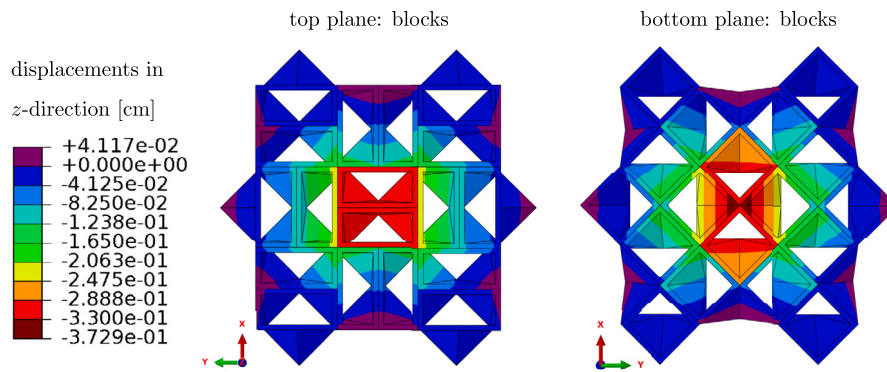 top plane: blocks
bottom plane: blocks
displacements in
z-direction [cm]
+4.117e-02
+0.000e+00
-4.125e-02
-8.250e-02
-1.238e-01
-1.650e-01
-2.063e-01
-2.475e-01
-2.888e-01
-3.300e-01
-3.729e-01
X
Y
X
Y